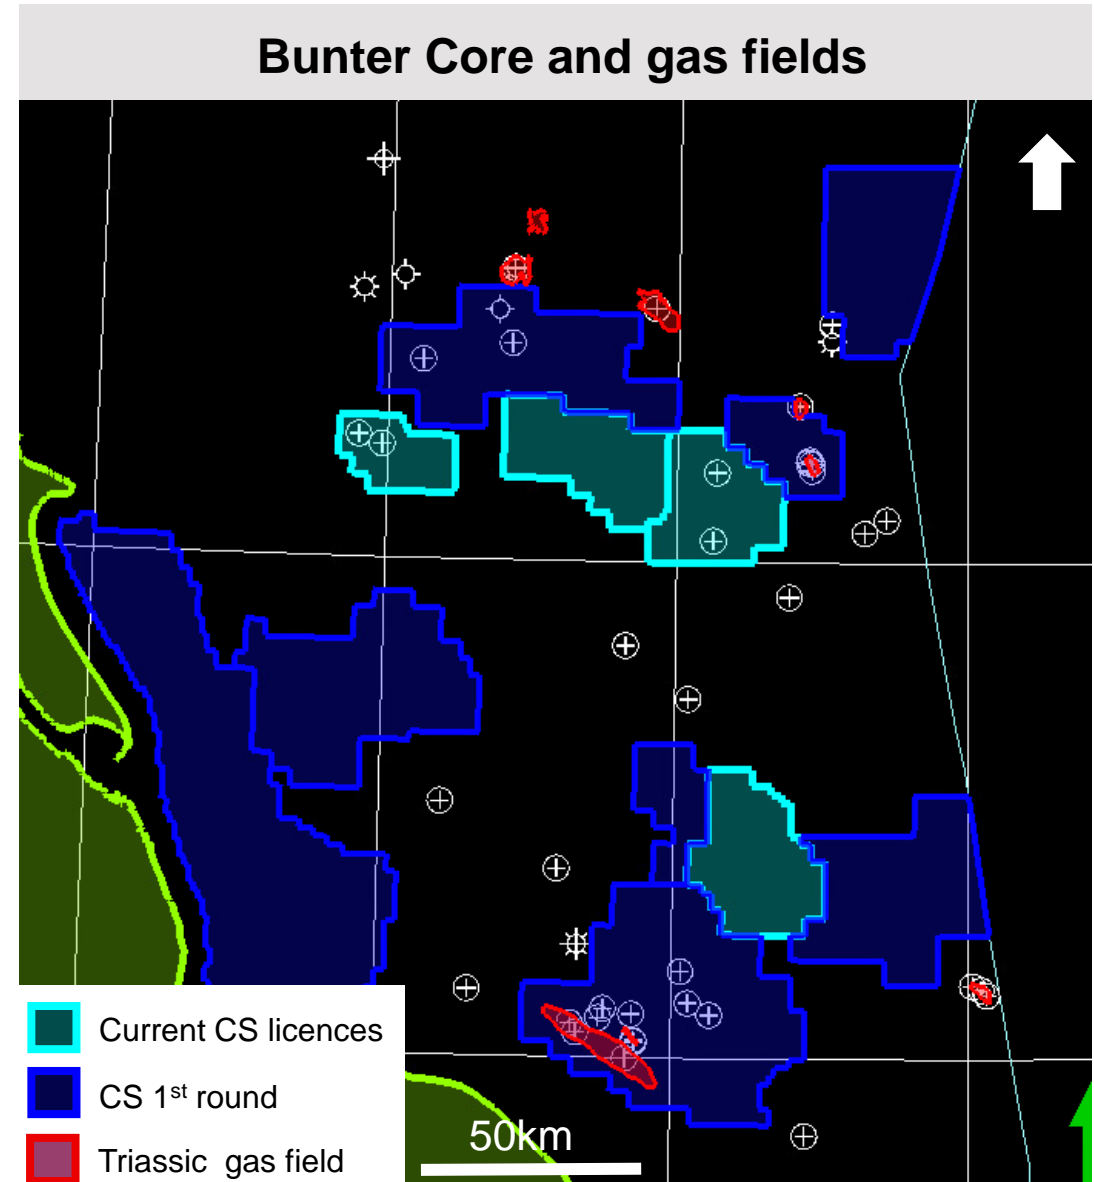 Bunter Core and gas fields
Current CS licences
CS 1st round
Triassic gas field
50km